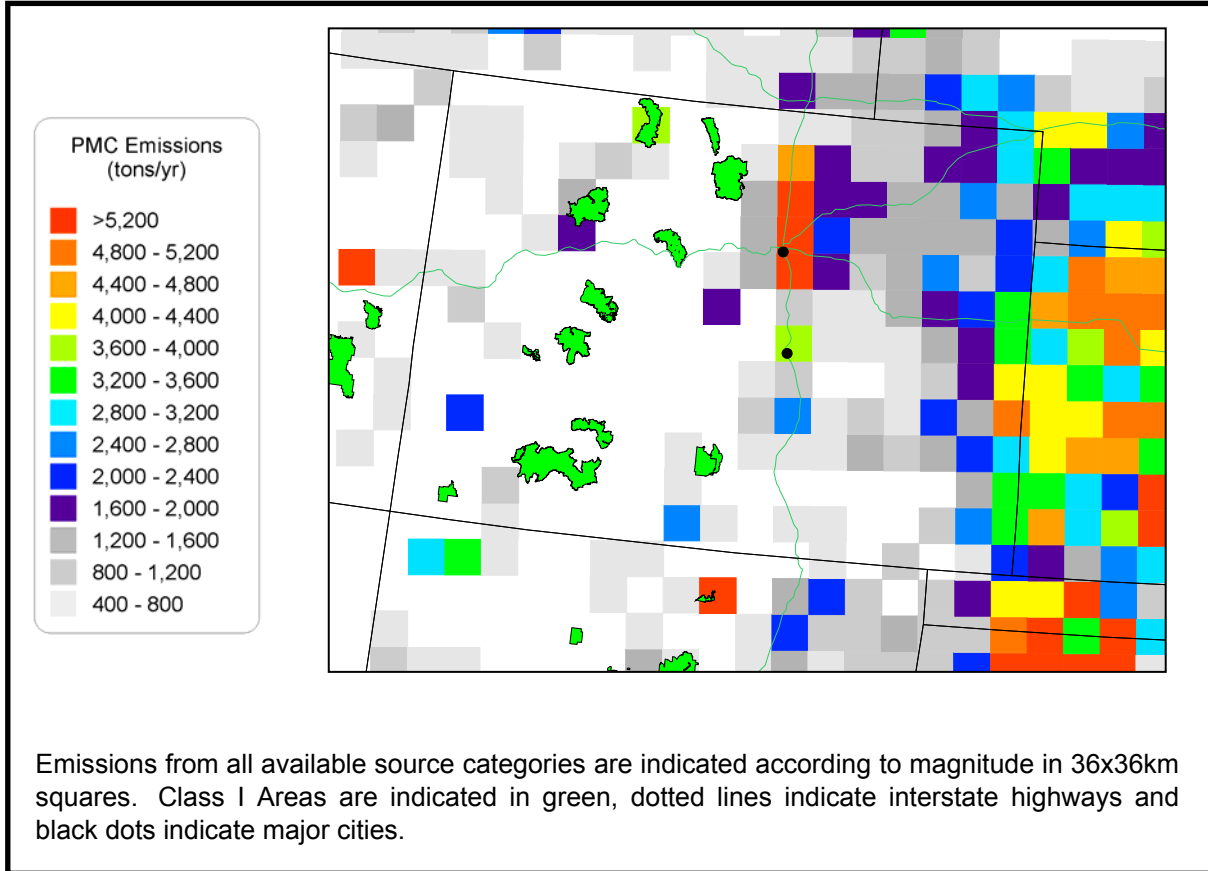 PMC Emissions
(tons/yr)
>5,200
4,800 - 5,200
4,400 - 4,800
4,000 - 4,400
3,600 - 4,000
3,200 - 3,600
2,800 - 3,200
2,400 - 2,800
2,000 - 2,400
1,600 - 2,000
1,200 - 1,600
800 - 1,200
400 - 800
Emissions from all available source categories are indicated according to magnitude in 36x36km
squares. Class I Areas are indicated in green, dotted lines indicate interstate highways and
black dots indicate major cities.